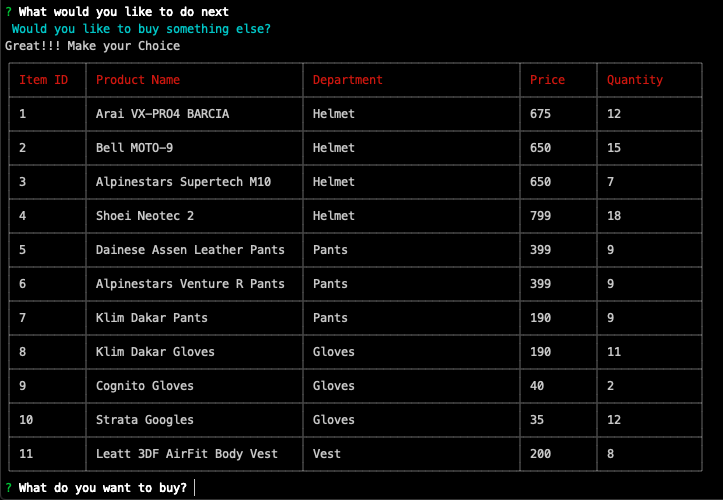 ? What would you like to do next
Would you like to buy something else?
Great!!! Make your Choice
Item ID Product Name Department Price Quantity
1 Arai VX-PRO4 BARCIA Helmet 675 12
2 Bell MOTO-9 Helmet 650 15
3 Alpinestars Supertech M10 Helmet 650 7
4 Shoei Neotec 2 Helmet 799 18
5 Dainese Assen Leather Pants Pants 399 9
6 Alpinestars Venture R Pants Pants 399 9
7 Klim Dakar Pants Pants 190 9
8 Klim Dakar Gloves Gloves 190 11
9 Cognito Gloves Gloves 40 2
10 Strata Googles Gloves 35 12
11 Leatt 3DF AirFit Body Vest Vest 200 8
? What do you want to buy?